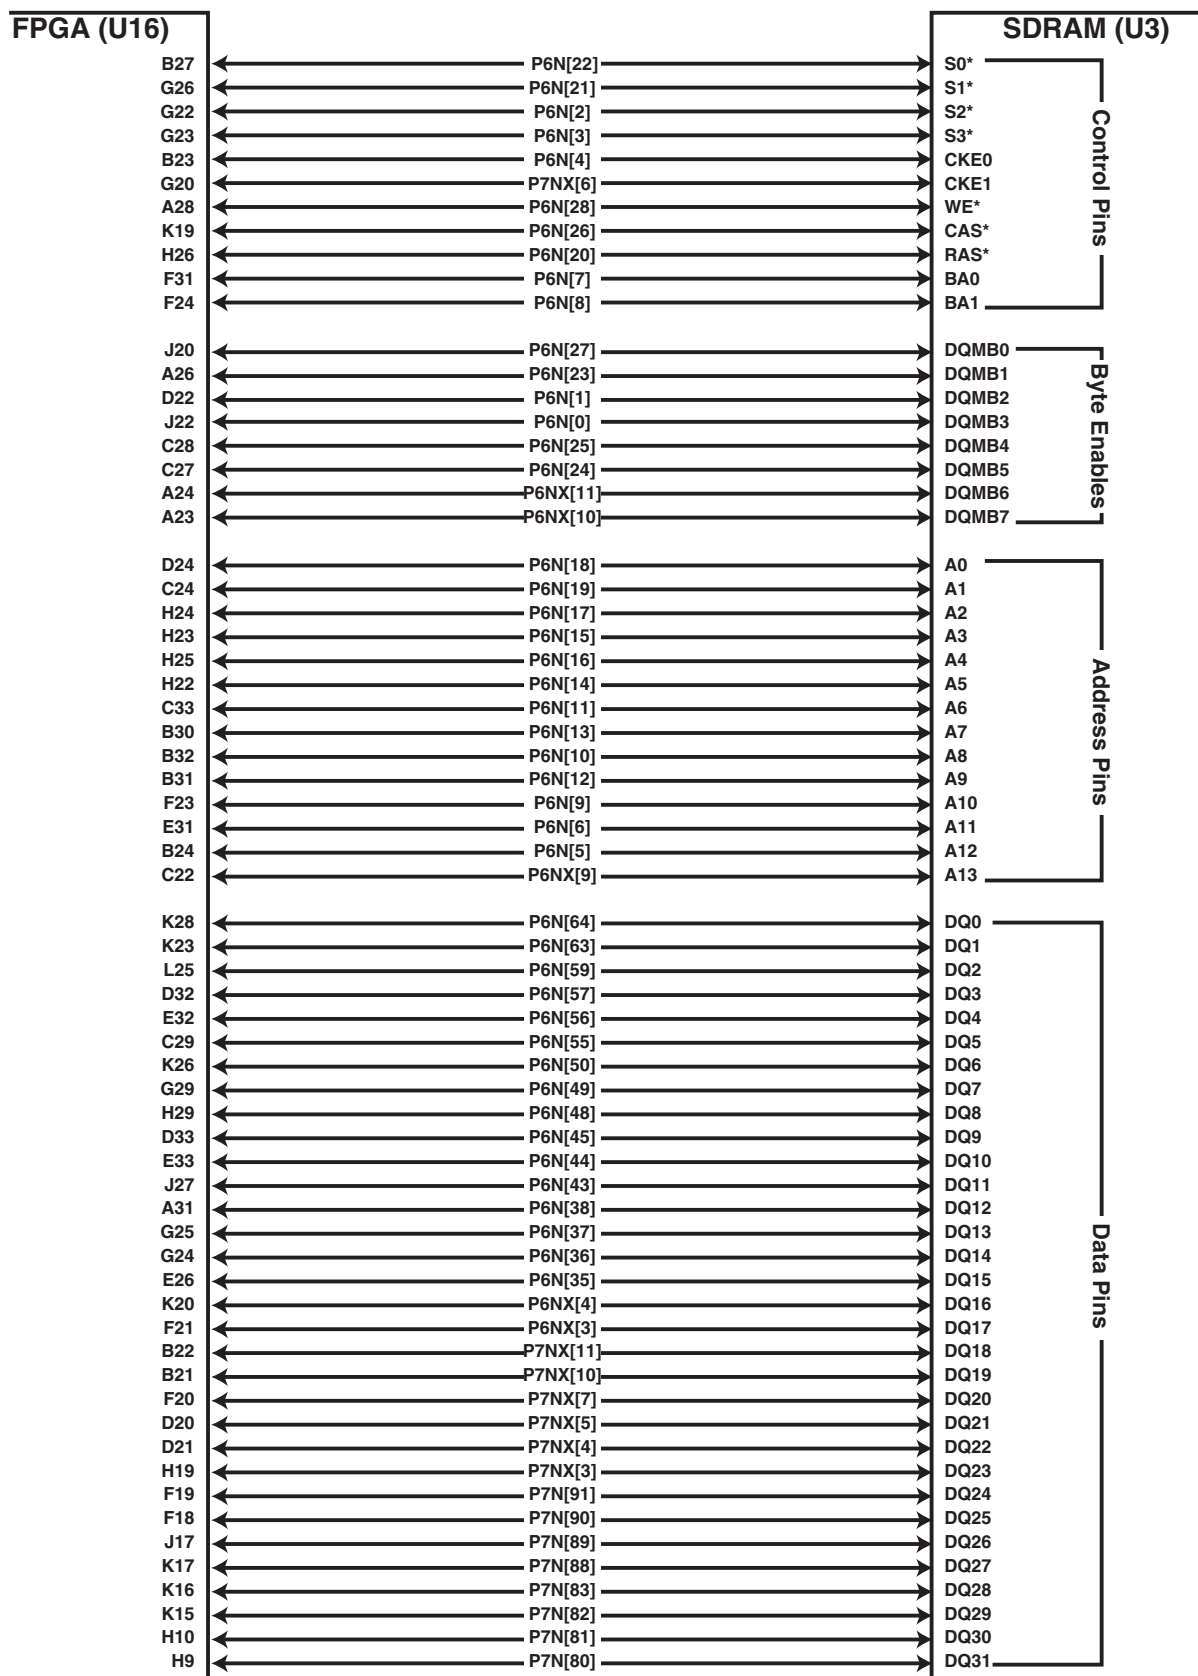 FPGA (U16) SDRAM (U3)
B27 P6N[22] S0*
G26 P6N[21] S1*
G22 P6N[2] S2*
G23 P6N[3] S3*
B23 P6N[4] CKE0
G20 P7NX[6] CKE1
A28 P6N[28] WE*
K19 P6N[26] CAS*
H26 P6N[20] RAS*
F31 P6N[7] BA0
F24 P6N[8] BA1
Control Pins
J20 P6N[27] DQMB0
A26 P6N[23] DQMB1
D22 P6N[1] DQMB2
J22 P6N[0] DQMB3
C28 P6N[25] DQMB4
C27 P6N[24] DQMB5
A24 P6NX[11] DQMB6
A23 P6NX[10] DQMB7
Byte Enables
D24 P6N[18] A0
C24 P6N[19] A1
H24 P6N[17] A2
H23 P6N[15] A3
H25 P6N[16] A4
H22 P6N[14] A5
C33 P6N[11] A6
B30 P6N[13] A7
B32 P6N[10] A8
B31 P6N[12] A9
F23 P6N[9] A10
E31 P6N[6] A11
B24 P6N[5] A12
C22 P6NX[9] A13
Address Pins
K28 P6N[64] DQ0
K23 P6N[63] DQ1
L25 P6N[59] DQ2
D32 P6N[57] DQ3
E32 P6N[56] DQ4
C29 P6N[55] DQ5
K26 P6N[50] DQ6
G29 P6N[49] DQ7
H29 P6N[48] DQ8
D33 P6N[45] DQ9
E33 P6N[44] DQ10
J27 P6N[43] DQ11
A31 P6N[38] DQ12
G25 P6N[37] DQ13
G24 P6N[36] DQ14
E26 P6N[35] DQ15
K20 P6NX[4] DQ16
F21 P6NX[3] DQ17
B22 P7NX[11] DQ18
B21 P7NX[10] DQ19
F20 P7NX[7] DQ20
D20 P7NX[5] DQ21
D21 P7NX[4] DQ22
H19 P7NX[3] DQ23
F19 P7N[91] DQ24
F18 P7N[90] DQ25
J17 P7N[89] DQ26
K17 P7N[88] DQ27
K16 P7N[83] DQ28
K15 P7N[82] DQ29
H10 P7N[81] DQ30
H9 P7N[80] DQ31
Data Pins